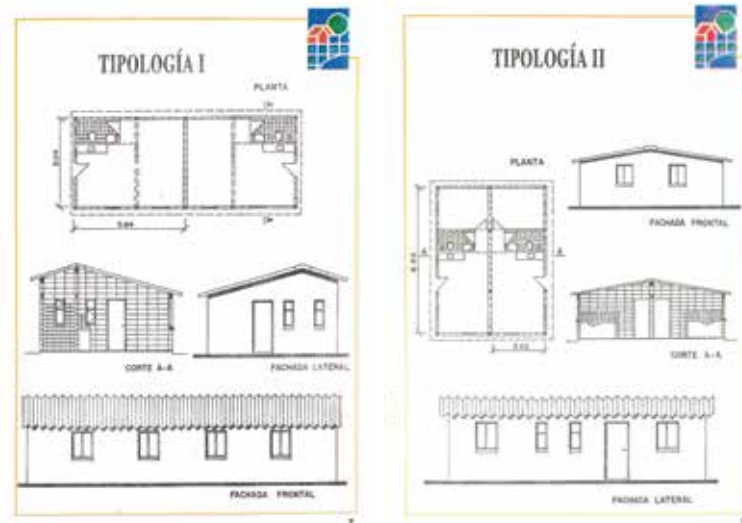 TIPOLOGÍA I
PLANTA
CORTE A-A
FACHADA LATERAL
FACHADA FRONTAL
TIPOLOGÍA II
PLANTA
FACHADA FRONTAL
A
A
CORTE A-A
FACHADA LATERAL